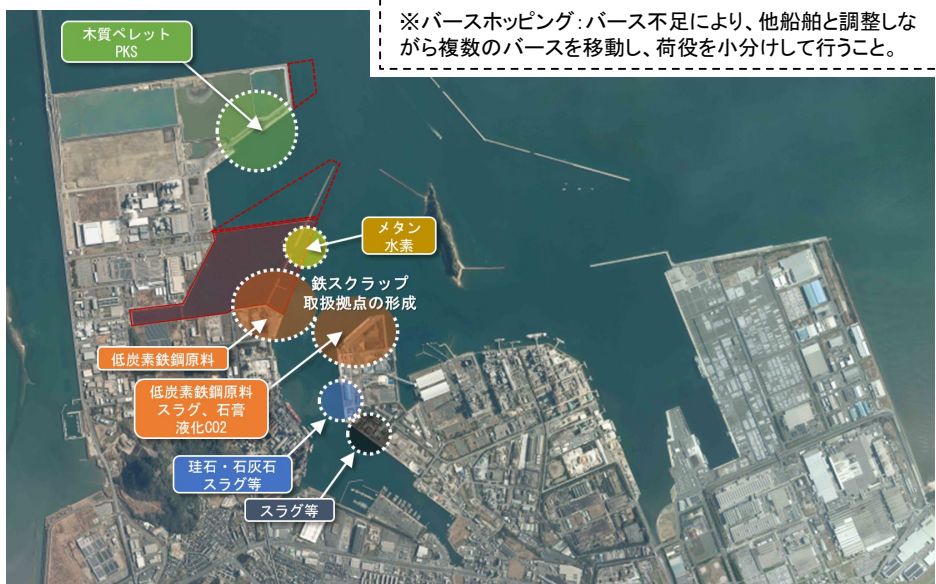 ※バースホッピング：バース不足により、他船舶と調整しな
がら複数のバースを移動し、荷役を小分けして行うこと。
木質ペレット
PKS
メタン
水素
鉄スクラップ
取扱拠点の形成
低炭素鉄鋼原料
低炭素鉄鋼原料
スラグ、石膏
液化CO2
珪石・石灰石
スラグ等
スラグ等